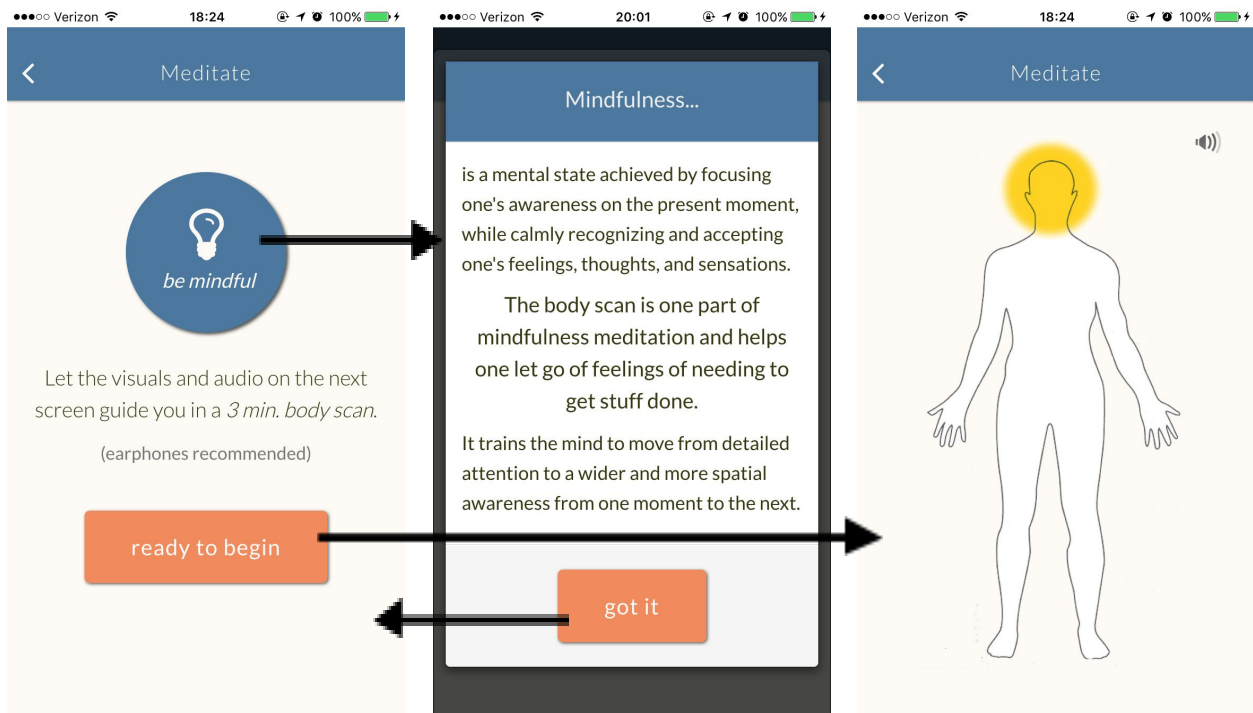 ●●●○○ Verizon 18:24 100%
Meditate
be mindful
Let the visuals and audio on the next
screen guide you in a 3 min. body scan.
(earphones recommended)
ready to begin
●●●○○ Verizon 20:01 100%
Mindfulness...
is a mental state achieved by focusing
one's awareness on the present moment,
while calmly recognizing and accepting
one's feelings, thoughts, and sensations.
The body scan is one part of
mindfulness meditation and helps
one let go of feelings of needing to
get stuff done.
It trains the mind to move from detailed
attention to a wider and more spatial
awareness from one moment to the next.
got it
●●●○○ Verizon 18:24 100%
Meditate